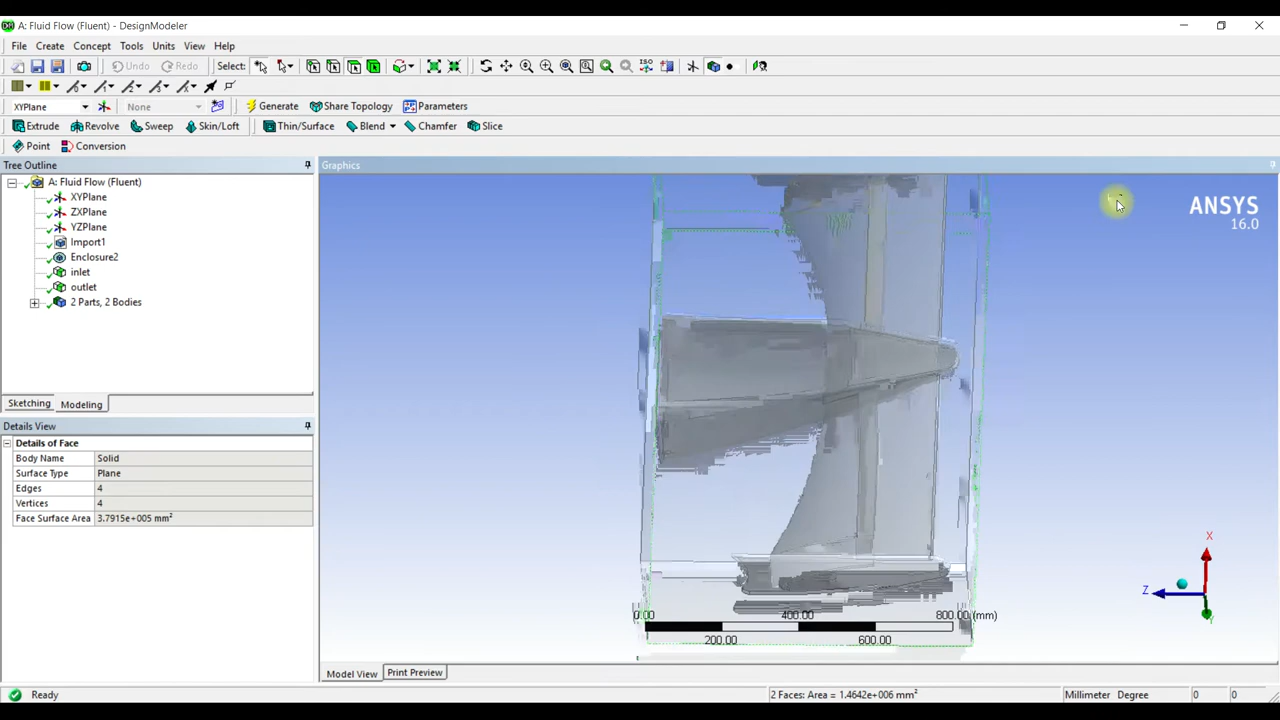 A: Fluid Flow (Fluent) - DesignModeler
File Create Concept Tools Units View Help
Undo Redo Select:
XYPlane None Generate Share Topology Parameters
Extrude Revolve Sweep Skin/Loft Thin/Surface Blend Chamfer Slice
Point Conversion
Tree Outline
Graphics
A: Fluid Flow (Fluent)
XYPlane
ZXPlane
YZPlane
Import1
Enclosure2
inlet
outlet
2 Parts, 2 Bodies
ANSYS
16.0
Sketching Modeling
Details View
Details of Face
Body Name Solid
Surface Type Plane
Edges 4
Vertices 4
Face Surface Area 3.7915e+005 mm²
X
Z
Y
0.00 400.00 800.00 (mm)
200.00 600.00
Model View Print Preview
Ready 2 Faces: Area = 1.4642e+006 mm² Millimeter Degree 0 0